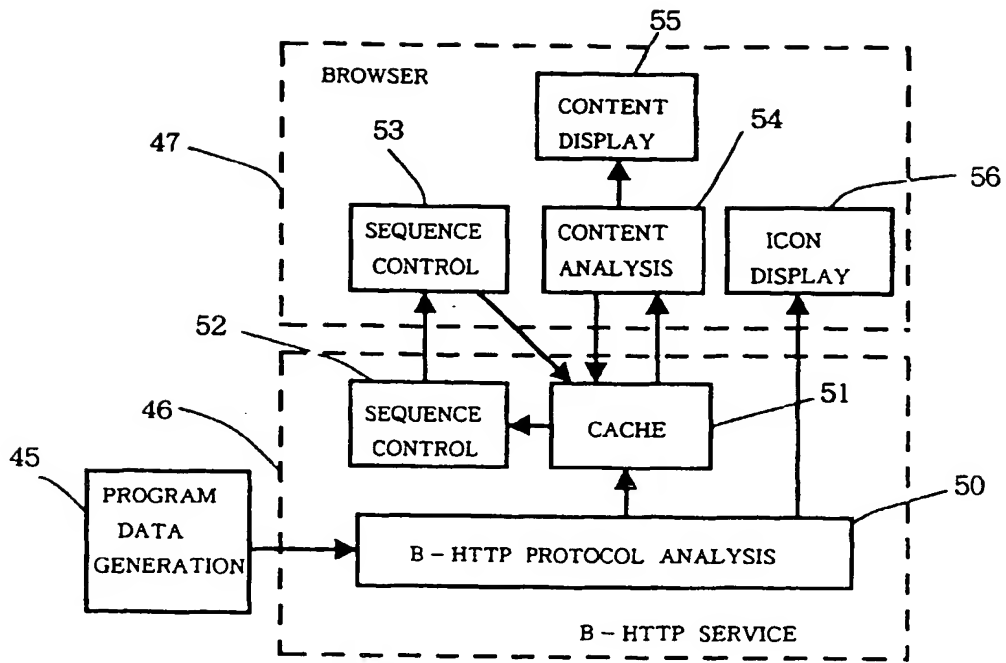 55
BROWSER
CONTENT
DISPLAY
54
53
47
56
SEQUENCE
CONTROL
CONTENT
ANALYSIS
ICON
DISPLAY
52
51
46
SEQUENCE
CONTROL
CACHE
45
PROGRAM
DATA
GENERATION
50
B-HTTP PROTOCOL ANALYSIS
B-HTTP SERVICE